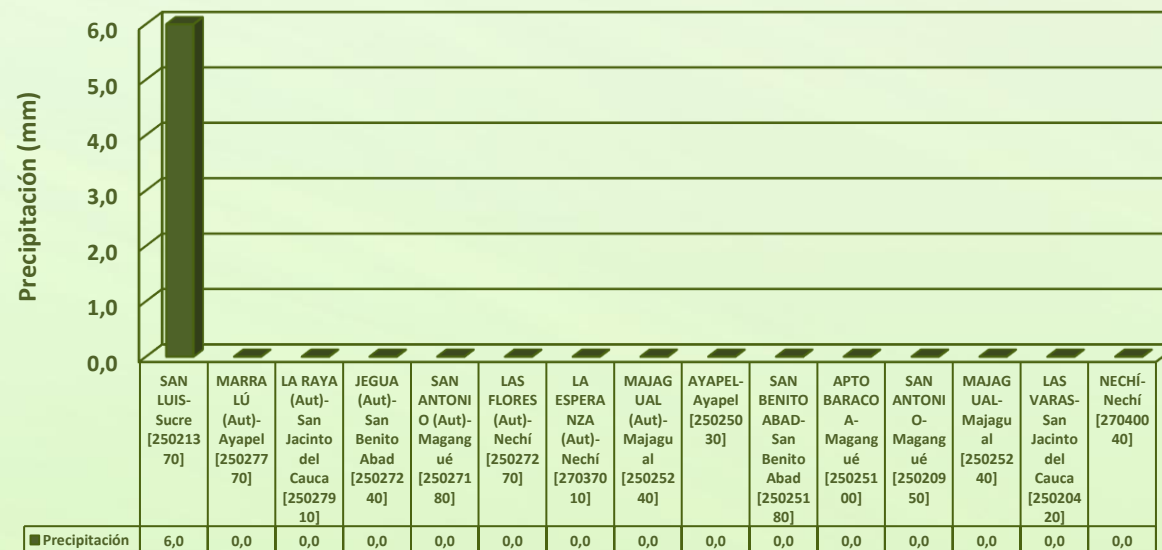 Precipitación (mm)
6,0
5,0
4,0
3,0
2,0
1,0
0,0
SAN
LUIS-
Sucre
[250213
70]
MARRA
LÚ
(Aut)-
Ayapel
[250277
70]
LA RAYA
(Aut)-
San
Jacinto
del
Cauca
[250279
10]
JEGUA
(Aut)-
San
Benito
Abad
[250272
40]
SAN
ANTONI
O (Aut)-
Magang
ué
[250271
80]
LAS
FLORES
(Aut)-
Nechí
[250272
70]
LA
ESPERA
NZA
(Aut)-
Nechí
[270370
10]
MAJAG
UAL
(Aut)-
Majagu
al
[250252
40]
AYAPEL-
Ayapel
[250250
30]
SAN
BENITO
ABAD-
San
Benito
Abad
[250251
80]
APTO
BARACO
A-
Magang
ué
[250251
00]
SAN
ANTONI
O-
Magang
ué
[250209
50]
MAJAG
UAL-
Majagu
al
[250252
40]
LAS
VARAS-
San
Jacinto
del
Cauca
[250204
20]
NECHÍ-
Nechí
[270400
40]
Precipitación 6,0 0,0 0,0 0,0 0,0 0,0 0,0 0,0 0,0 0,0 0,0 0,0 0,0 0,0 0,0